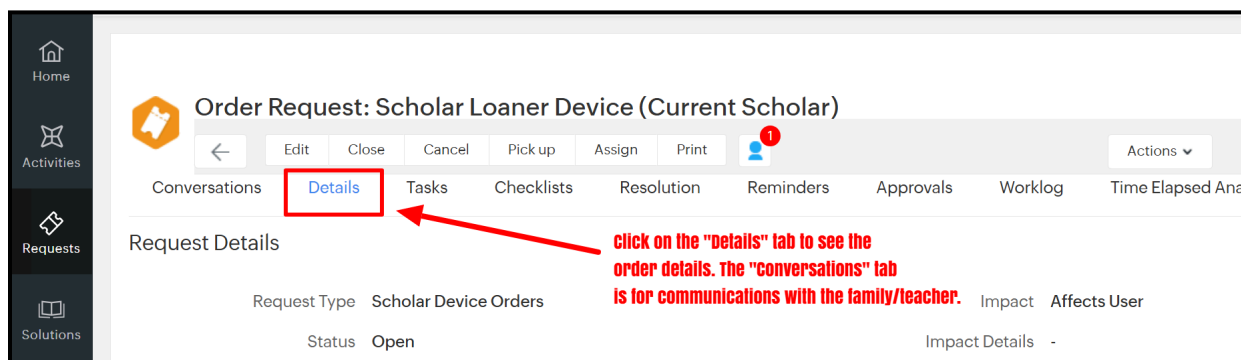 Home
Order Request: Scholar Loaner Device (Current Scholar)
Edit Close Cancel Pick up Assign Print 1 Actions
Activities
Conversations Details Tasks Checklists Resolution Reminders Approvals Worklog Time Elapsed Ana
Requests
Request Details
Click on the "Details" tab to see the
order details. The "Conversations" tab
is for communications with the family/teacher.
Request Type Scholar Device Orders Impact Affects User
Solutions
Status Open Impact Details -